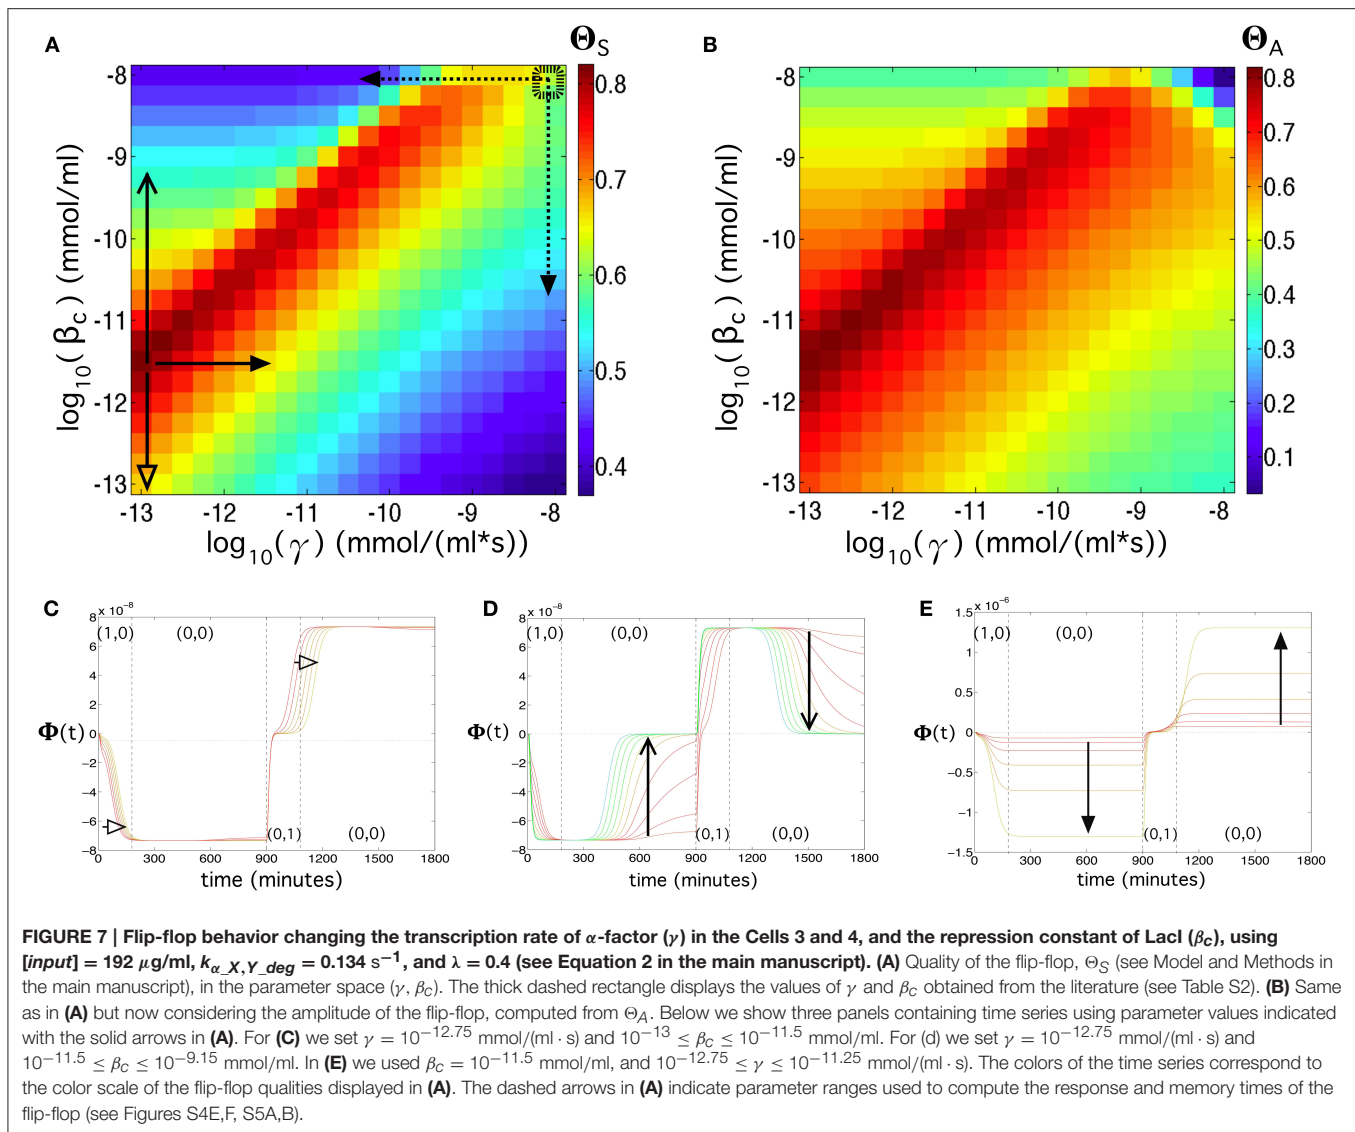 A
Θ_S
-8
-9
-10
-11
-12
-13
log10( βc) (mmol/ml)
-13 -12 -11 -10 -9 -8
log10(γ) (mmol/(ml*s))
0.8
0.7
0.6
0.5
0.4
B
Θ_A
-8
-9
-10
-11
-12
-13
log10( βc) (mmol/ml)
-13 -12 -11 -10 -9 -8
log10(γ) (mmol/(ml*s))
0.8
0.7
0.6
0.5
0.4
0.3
0.2
0.1
C
x 10⁻⁸
8
6
4
2
0
−2
−4
−6
−8
Φ(t)
(1,0) (0,0)
(0,1) (0,0)
0 300 600 900 1200 1500 1800
time (minutes)
D
x 10⁻⁸
8
6
4
2
0
−2
−4
−6
−8
(1,0) (0,0)
Φ(t)
(0,1) (0,0)
0 300 600 900 1200 1500 1800
time (minutes)
E
x 10⁻⁶
1.5
1
0.5
0
−0.5
−1
−1.5
(1,0) (0,0)
Φ(t)
(0,1) (0,0)
0 300 600 900 1200 1500 1800
time (minutes)
FIGURE 7 | Flip-flop behavior changing the transcription rate of α-factor (γ) in the Cells 3 and 4, and the repression constant of LacI (βc), using
[input] = 192 μg/ml, kα_X,Y_deg = 0.134 s⁻¹, and λ = 0.4 (see Equation 2 in the main manuscript). (A) Quality of the flip-flop, ΘS (see Model and Methods in
the main manuscript), in the parameter space (γ, βC). The thick dashed rectangle displays the values of γ and βC obtained from the literature (see Table S2). (B) Same
as in (A) but now considering the amplitude of the flip-flop, computed from ΘA. Below we show three panels containing time series using parameter values indicated
with the solid arrows in (A). For (C) we set γ = 10⁻¹²·⁷⁵ mmol/(ml · s) and 10⁻¹³ ≤ βc ≤ 10⁻¹¹·⁵ mmol/ml. For (d) we set γ = 10⁻¹²·⁷⁵ mmol/(ml · s) and
10⁻¹¹·⁵ ≤ βc ≤ 10⁻⁹·¹⁵ mmol/ml. In (E) we used βc = 10⁻¹¹·⁵ mmol/ml, and 10⁻¹²·⁷⁵ ≤ γ ≤ 10⁻¹¹·²⁵ mmol/(ml · s). The colors of the time series correspond to
the color scale of the flip-flop qualities displayed in (A). The dashed arrows in (A) indicate parameter ranges used to compute the response and memory times of the
flip-flop (see Figures S4E,F, S5A,B).